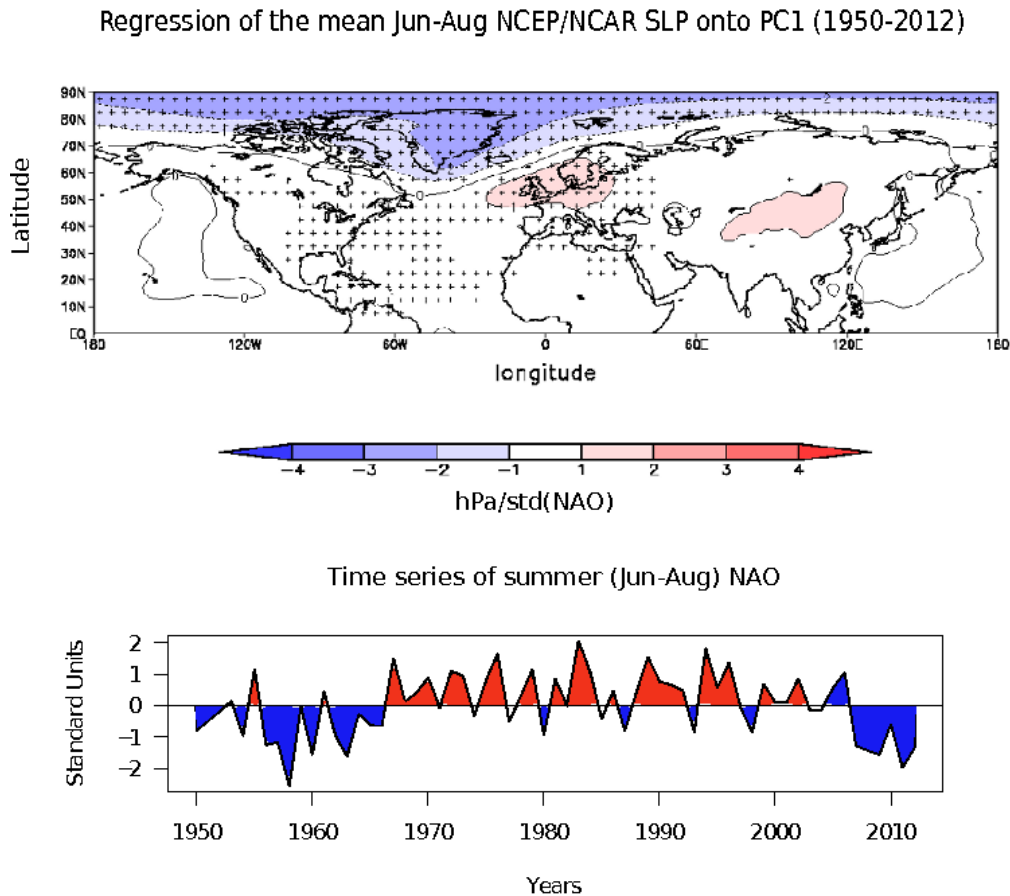 Regression of the mean Jun-Aug NCEP/NCAR SLP onto PC1 (1950-2012)
90N
80N
70N
60N
50N
40N
30N
20N
10N
EQ
Latitude
180 120W 60W 0 60E 120E 180
longitude
-4 -3 -2 -1 1 2 3 4
hPa/std(NAO)
Time series of summer (Jun-Aug) NAO
Standard Units
2
1
0
-1
-2
1950 1960 1970 1980 1990 2000 2010
Years